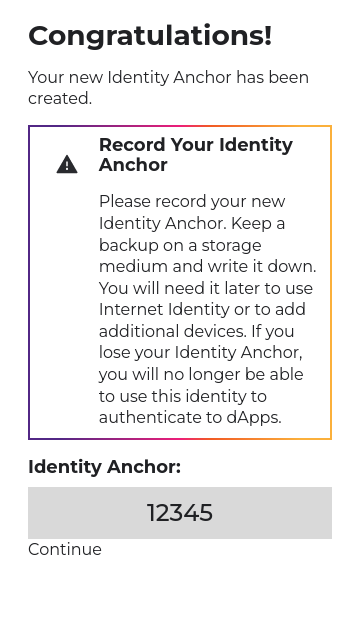 Congratulations!
Your new Identity Anchor has been
created.
Record Your Identity
Anchor
Please record your new
Identity Anchor. Keep a
backup on a storage
medium and write it down.
You will need it later to use
Internet Identity or to add
additional devices. If you
lose your Identity Anchor,
you will no longer be able
to use this identity to
authenticate to dApps.
Identity Anchor:
12345
Continue